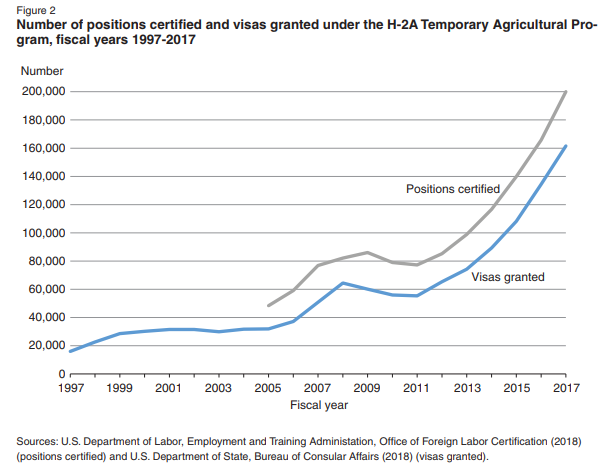 Figure 2
Number of positions certified and visas granted under the H-2A Temporary Agricultural Pro-
gram, fiscal years 1997-2017
Number
200,000
180,000
160,000
140,000
120,000
100,000
80,000
60,000
40,000
20,000
0
Positions certified
Visas granted
1997 1999 2001 2003 2005 2007 2009 2011 2013 2015 2017
Fiscal year
Sources: U.S. Department of Labor, Employment and Training Administation, Office of Foreign Labor Certification (2018)
(positions certified) and U.S. Department of State, Bureau of Consular Affairs (2018) (visas granted).